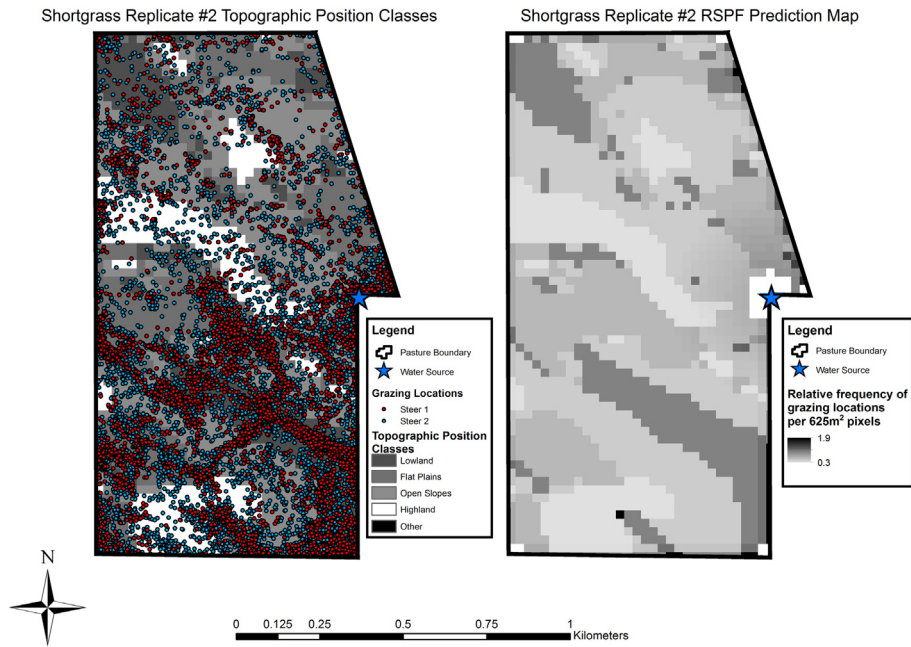 Shortgrass Replicate #2 Topographic Position Classes
Shortgrass Replicate #2 RSPF Prediction Map
Legend
Pasture Boundary
Water Source
Grazing Locations
Steer 1
Steer 2
Topographic Position
Classes
Lowland
Flat Plains
Open Slopes
Highland
Other
Legend
Pasture Boundary
Water Source
Relative frequency of
grazing locations
per 625m² pixels
1.9
0.3
N
0 0.125 0.25 0.5 0.75 1
Kilometers